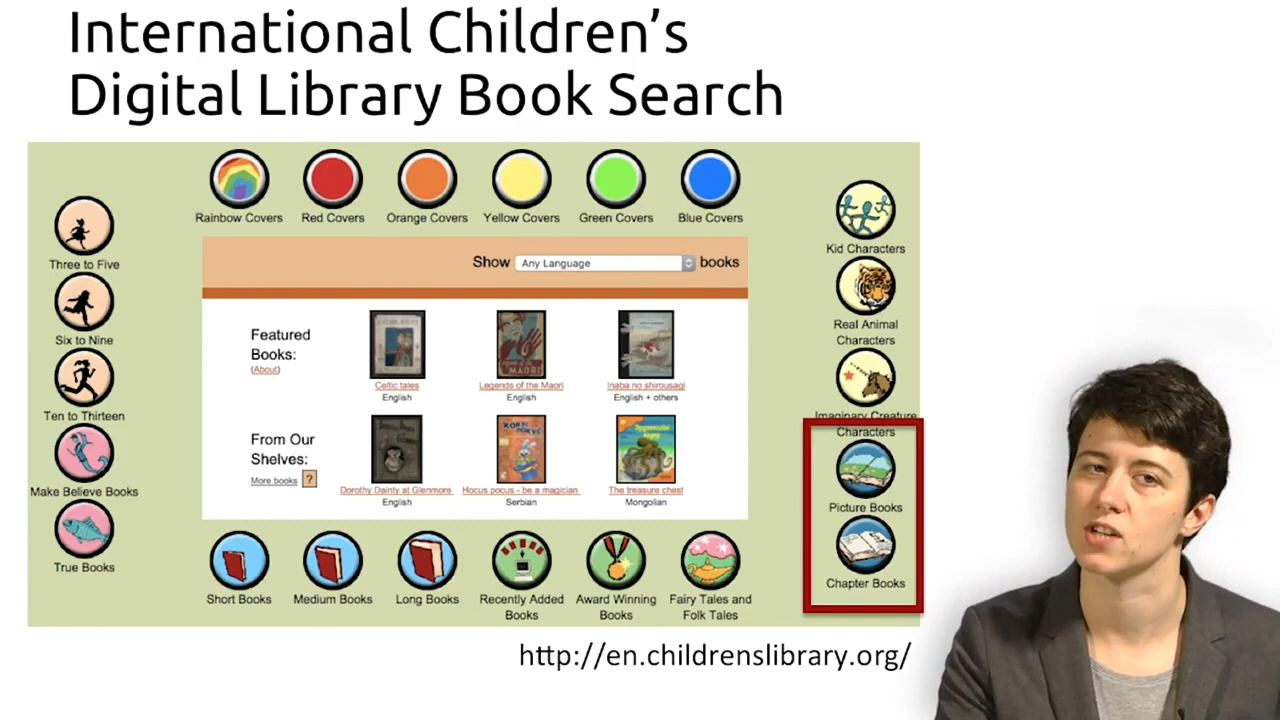 International Children’s
Digital Library Book Search
Rainbow Covers
Red Covers
Orange Covers
Yellow Covers
Green Covers
Blue Covers
Three to Five
Six to Nine
Ten to Thirteen
Make Believe Books
True Books
Show Any Language books
Featured
Books:
(About)
Celtic tales
English
Legends of the Maori
English
Inaba no shirousagi
English + others
From Our
Shelves:
More books ?
Dorothy Dainty at Glenmore
English
Hocus pocus - be a magician
Serbian
The treasure chest
Mongolian
Kid Characters
Real Animal
Characters
Imaginary Creature
Characters
Picture Books
Chapter Books
Short Books
Medium Books
Long Books
Recently Added
Books
Award Winning
Books
Fairy Tales and
Folk Tales
http://en.childrenslibrary.org/